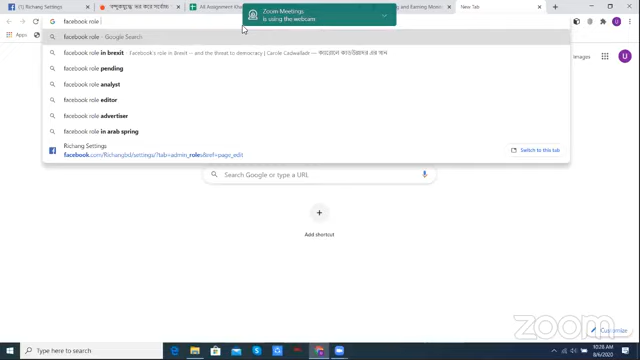 Richang Settings
All Assignment Kha
and Earning Money
New Tab
Zoom Meetings
is using the webcam
facebook role
facebook role - Google Search
facebook role in brexit - Facebook's role in Brexit — and the threat to democracy | Carole Cadwalladr
facebook role pending
facebook role analyst
facebook role editor
facebook role advertiser
facebook role in arab spring
Richang Settings
facebook.com/Richangbd/settings/?tab=admin_roles&ref=page_edit
Switch to this tab
Images
U
Search Google or type a URL
Add shortcut
Customize
zoom
Type here to search
10:28 AM
8/6/2020